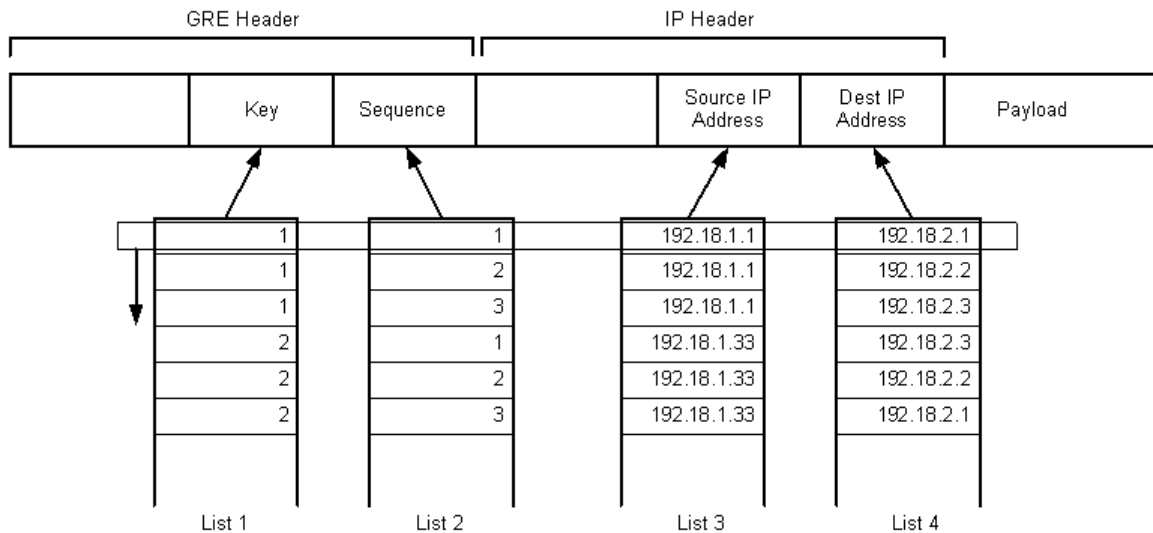 GRE Header IP Header
Key Sequence Source IP Address Dest IP Address Payload
1 1 192.18.1.1 192.18.2.1
1 2 192.18.1.1 192.18.2.2
1 3 192.18.1.1 192.18.2.3
2 1 192.18.1.33 192.18.2.3
2 2 192.18.1.33 192.18.2.2
2 3 192.18.1.33 192.18.2.1
List 1 List 2 List 3 List 4